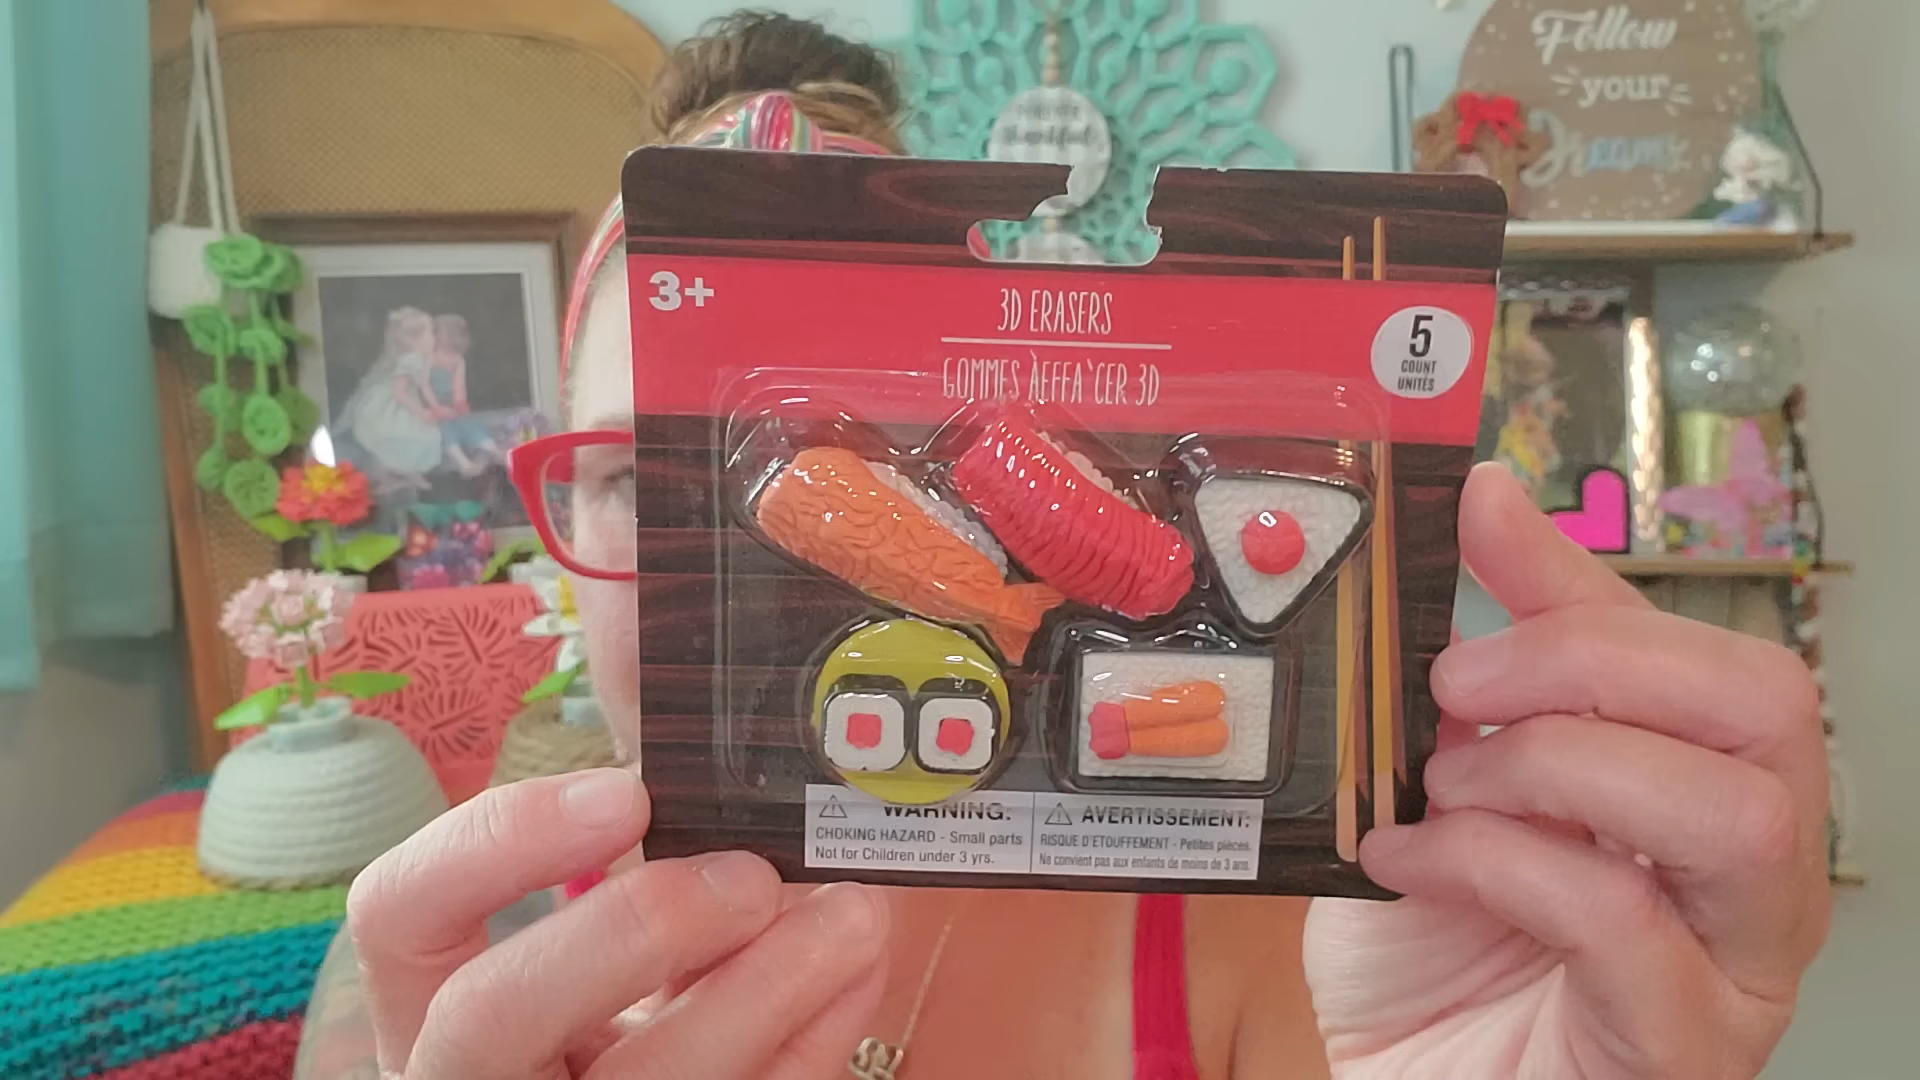 Follow
your
Dreams
3+
3D ERASERS
GOMMES ÀEFFA`CER 3D
5
COUNT
UNITÉS
WARNING:
CHOKING HAZARD - Small parts
Not for Children under 3 yrs.
AVERTISSEMENT:
RISQUE D'ETOUFFEMENT - Petites pièces.
Ne convient pas aux enfants de moins de 3 ans.